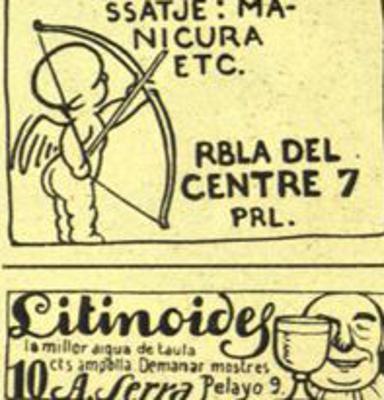 SSATJE: MA-
NICURA
ETC.
RBLA DEL
CENTRE 7
PRL.
Litinoides
la millor aigua de taula
10 cts ampolla. Demanar mostres
A. Serra Pelayo 9.